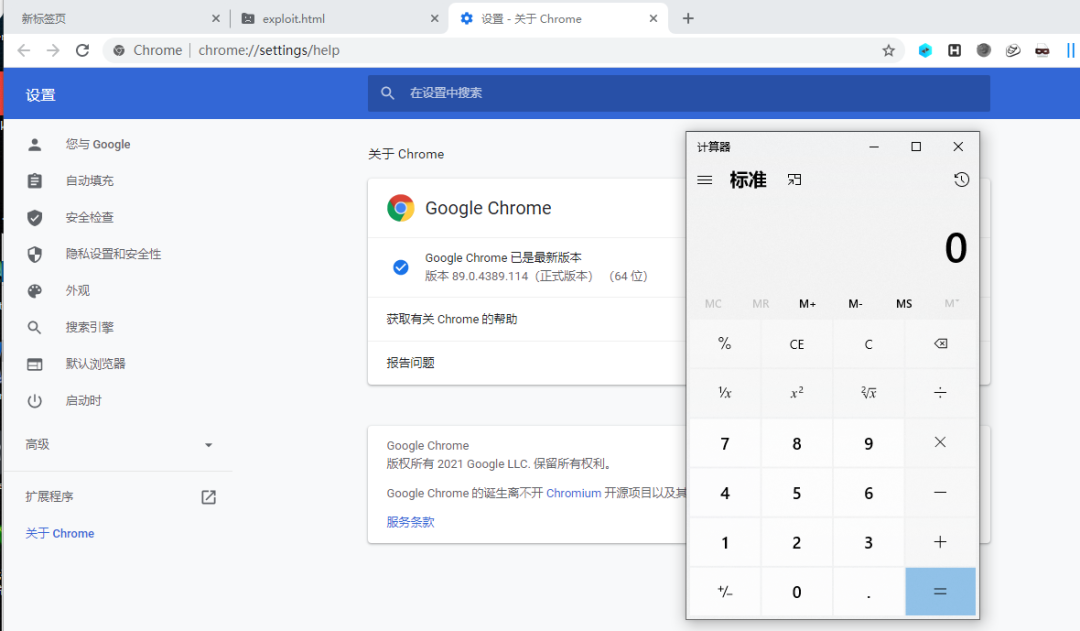 新标签页
exploit.html
设置 - 关于 Chrome
Chrome
chrome://settings/help
设置
在设置中搜索
您与 Google
自动填充
安全检查
隐私设置和安全性
外观
搜索引擎
默认浏览器
启动时
高级
扩展程序
关于 Chrome
关于 Chrome
Google Chrome
Google Chrome 已是最新版本
版本 89.0.4389.114（正式版本） （64 位）
获取有关 Chrome 的帮助
报告问题
Google Chrome
版权所有 2021 Google LLC. 保留所有权利。
Google Chrome 的诞生离不开 Chromium 开源项目以及其
服务条款
计算器
标准
0
MC MR M+ M- MS M˅
% CE C
¹⁄x x² ²√x ÷
7 8 9 ×
4 5 6 −
1 2 3 +
+/− 0 . =